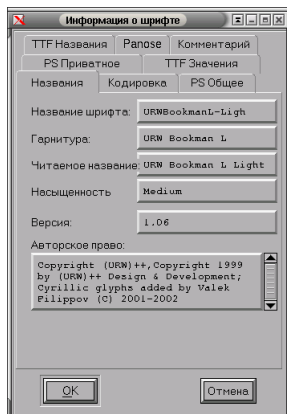 Информация о шрифте
TTF Названия Panose Комментарий
PS Приватное TTF Значения
Названия Кодировка PS Общее
Название шрифта: URWBookmanL-Ligh
Гарнитура: URW Bookman L
Читаемое название: URW Bookman L Light
Насыщенность Medium
Версия: 1.06
Авторское право:
Copyright (URW)++,Copyright 1999
by (URW)++ Design & Development;
Cyrillic glyphs added by Valek
Filippov (C) 2001-2002
OK Отмена